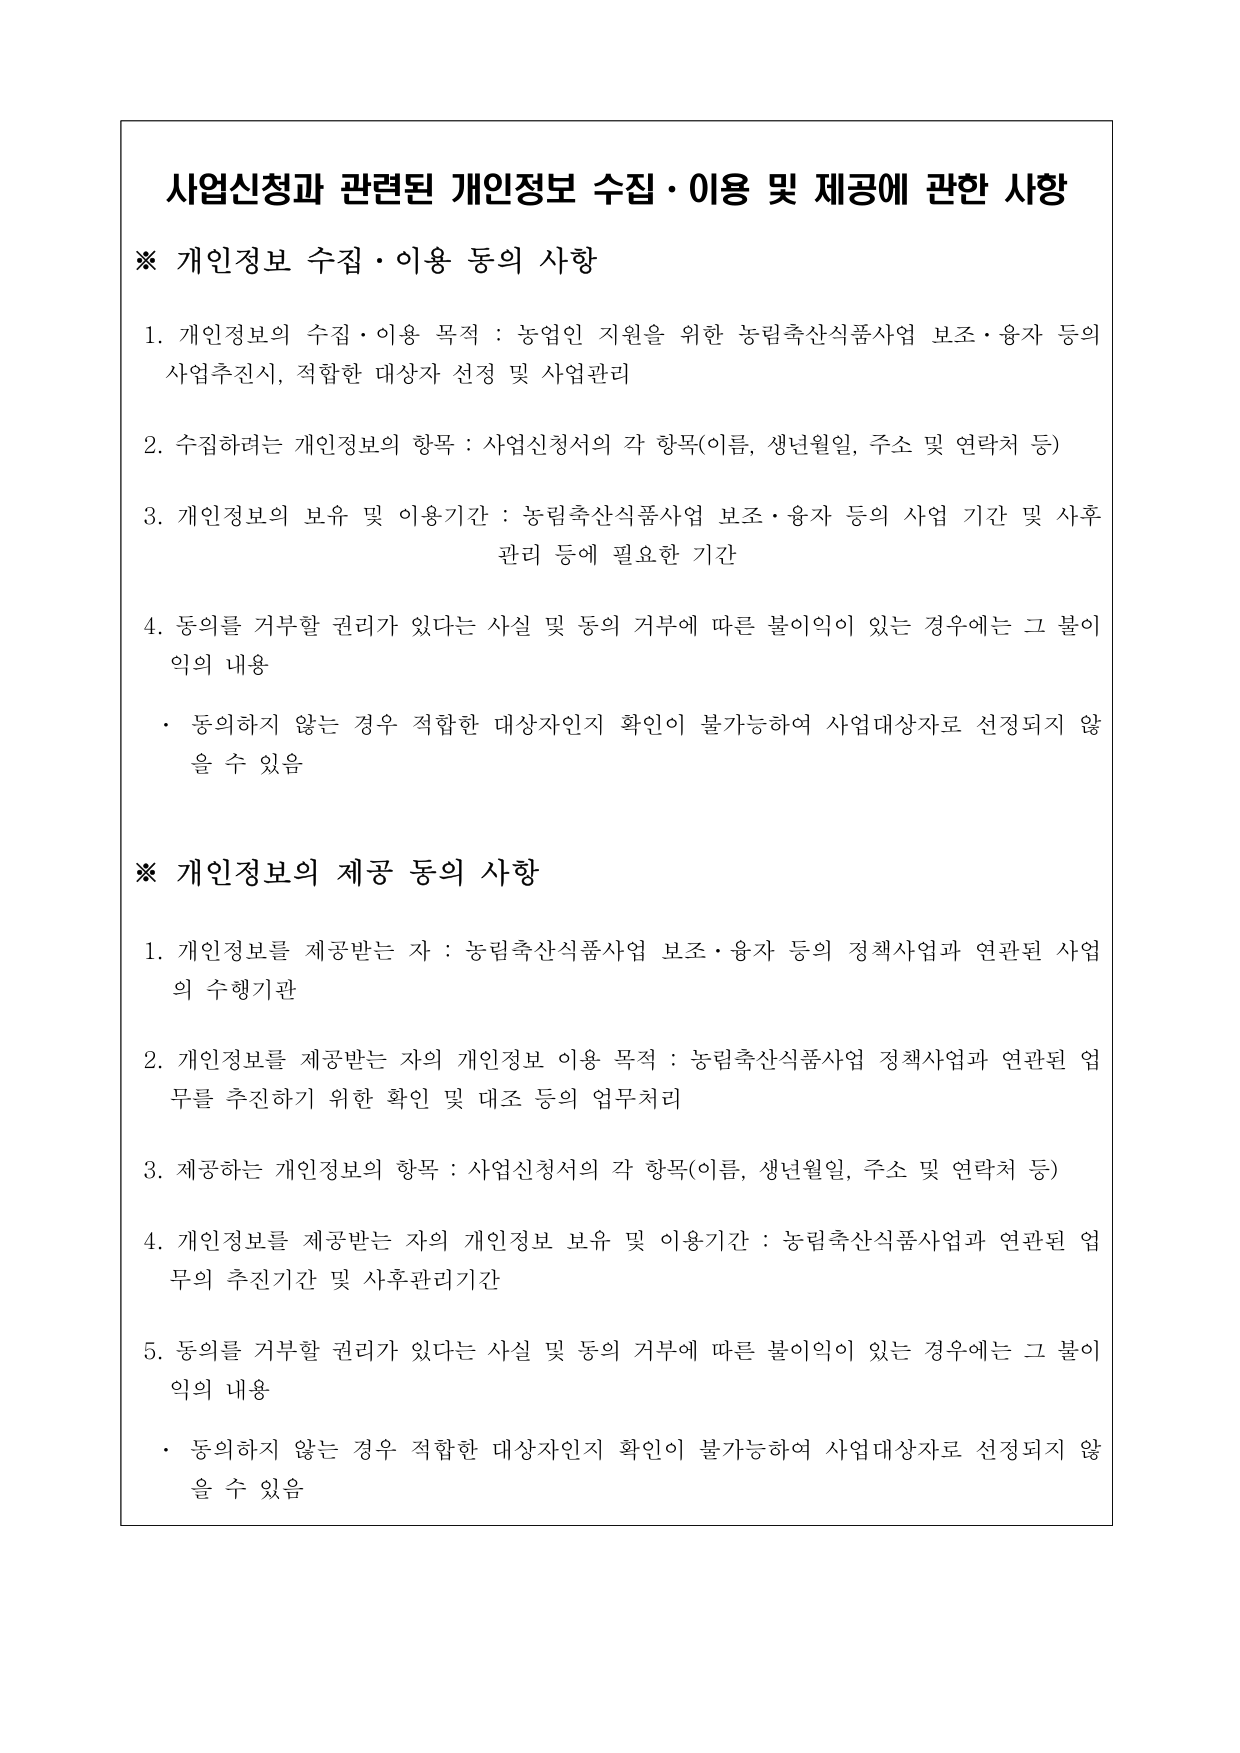 사업신청과 관련된 개인정보 수집·이용 및 제공에 관한 사항
※ 개인정보 수집·이용 동의 사항
1. 개인정보의 수집·이용 목적 : 농업인 지원을 위한 농림축산식품사업 보조·융자 등의
사업추진시, 적합한 대상자 선정 및 사업관리
2. 수집하려는 개인정보의 항목 : 사업신청서의 각 항목(이름, 생년월일, 주소 및 연락처 등)
3. 개인정보의 보유 및 이용기간 : 농림축산식품사업 보조·융자 등의 사업 기간 및 사후
관리 등에 필요한 기간
4. 동의를 거부할 권리가 있다는 사실 및 동의 거부에 따른 불이익이 있는 경우에는 그 불이
익의 내용
· 동의하지 않는 경우 적합한 대상자인지 확인이 불가능하여 사업대상자로 선정되지 않
을 수 있음
※ 개인정보의 제공 동의 사항
1. 개인정보를 제공받는 자 : 농림축산식품사업 보조·융자 등의 정책사업과 연관된 사업
의 수행기관
2. 개인정보를 제공받는 자의 개인정보 이용 목적 : 농림축산식품사업 정책사업과 연관된 업
무를 추진하기 위한 확인 및 대조 등의 업무처리
3. 제공하는 개인정보의 항목 : 사업신청서의 각 항목(이름, 생년월일, 주소 및 연락처 등)
4. 개인정보를 제공받는 자의 개인정보 보유 및 이용기간 : 농림축산식품사업과 연관된 업
무의 추진기간 및 사후관리기간
5. 동의를 거부할 권리가 있다는 사실 및 동의 거부에 따른 불이익이 있는 경우에는 그 불이
익의 내용
· 동의하지 않는 경우 적합한 대상자인지 확인이 불가능하여 사업대상자로 선정되지 않
을 수 있음